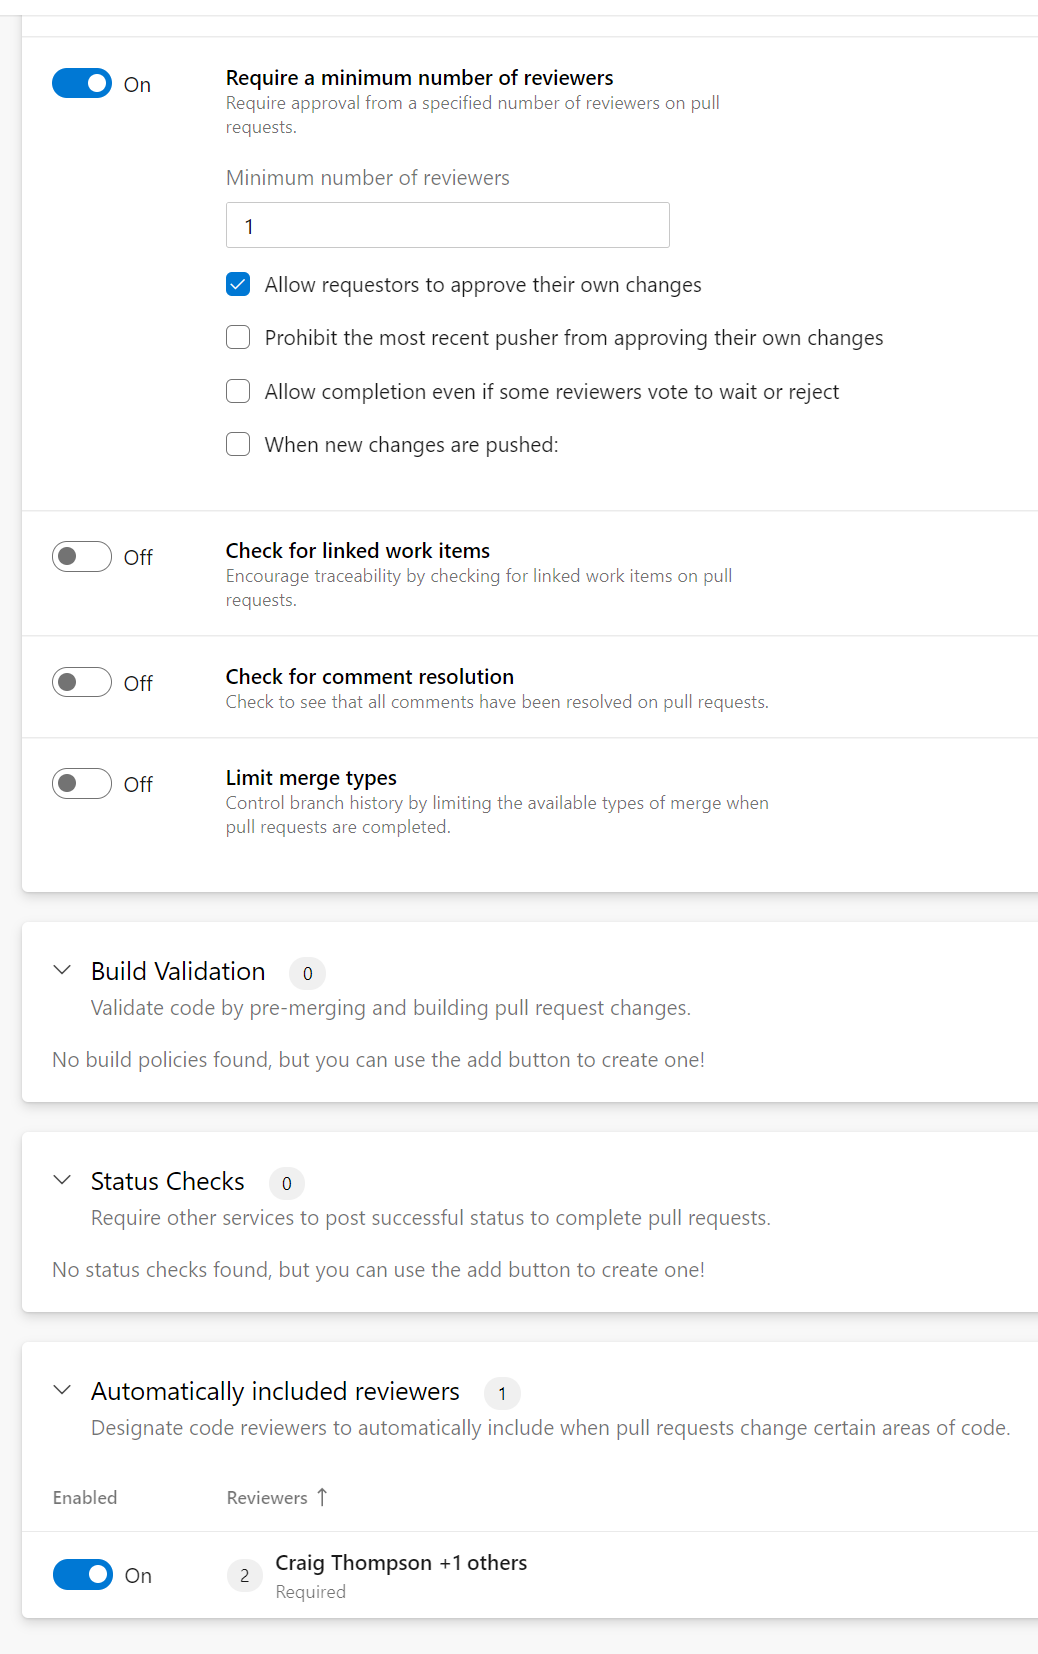 On
Require a minimum number of reviewers
Require approval from a specified number of reviewers on pull
requests.
Minimum number of reviewers
1
Allow requestors to approve their own changes
Prohibit the most recent pusher from approving their own changes
Allow completion even if some reviewers vote to wait or reject
When new changes are pushed:
Off
Check for linked work items
Encourage traceability by checking for linked work items on pull
requests.
Off
Check for comment resolution
Check to see that all comments have been resolved on pull requests.
Off
Limit merge types
Control branch history by limiting the available types of merge when
pull requests are completed.
Build Validation 0
Validate code by pre-merging and building pull request changes.
No build policies found, but you can use the add button to create one!
Status Checks 0
Require other services to post successful status to complete pull requests.
No status checks found, but you can use the add button to create one!
Automatically included reviewers 1
Designate code reviewers to automatically include when pull requests change certain areas of code.
Enabled Reviewers ↑
On 2 Craig Thompson +1 others
Required